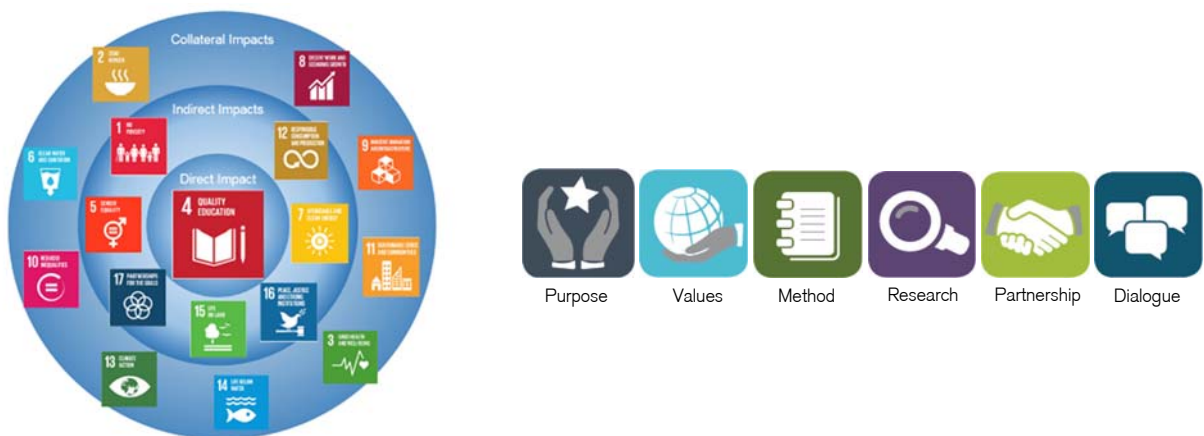 Collateral Impacts
2 ZERO
HUNGER
8 DECENT WORK AND
ECONOMIC GROWTH
Indirect Impacts
1 NO
POVERTY
12 RESPONSIBLE
CONSUMPTION
AND PRODUCTION
6 CLEAN WATER
AND SANITATION
9 INDUSTRY, INNOVATION
AND INFRASTRUCTURE
Direct Impact
4 QUALITY
EDUCATION
5 GENDER
EQUALITY
7 AFFORDABLE AND
CLEAN ENERGY
10 REDUCED
INEQUALITIES
11 SUSTAINABLE CITIES
AND COMMUNITIES
17 PARTNERSHIPS
FOR THE GOALS
16 PEACE, JUSTICE
AND STRONG
INSTITUTIONS
15 LIFE
ON LAND
3 GOOD HEALTH
AND WELL-BEING
13 CLIMATE
ACTION
14 LIFE BELOW
WATER
Purpose
Values
Method
Research
Partnership
Dialogue